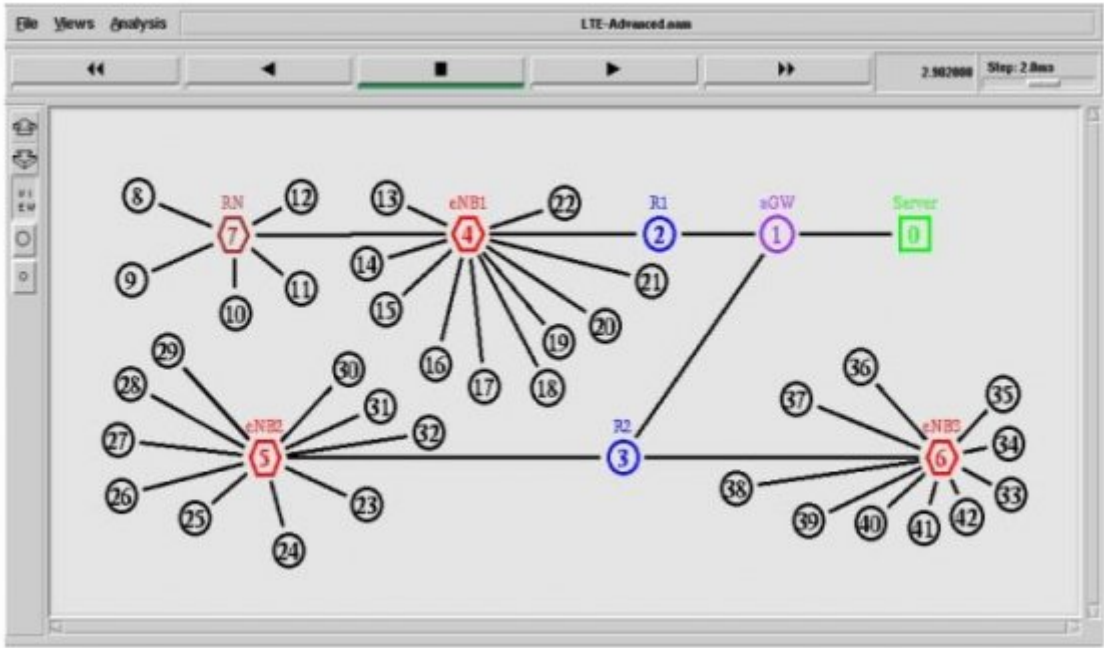 File Views Analysis LTE-Advanced.nam
2.982000 Step: 2.0ms
VIEW
RN eNB1 R1 aGW Server
8 12 13 22
7 4 2 1 0
14 21
9 11 15
10 20
19
16
17 18
29 30 36
28 31 37 35
eNB2 R2 eNB3
27 32 34
5 3 6
26 23 38 33
25 39 40 41 42
24